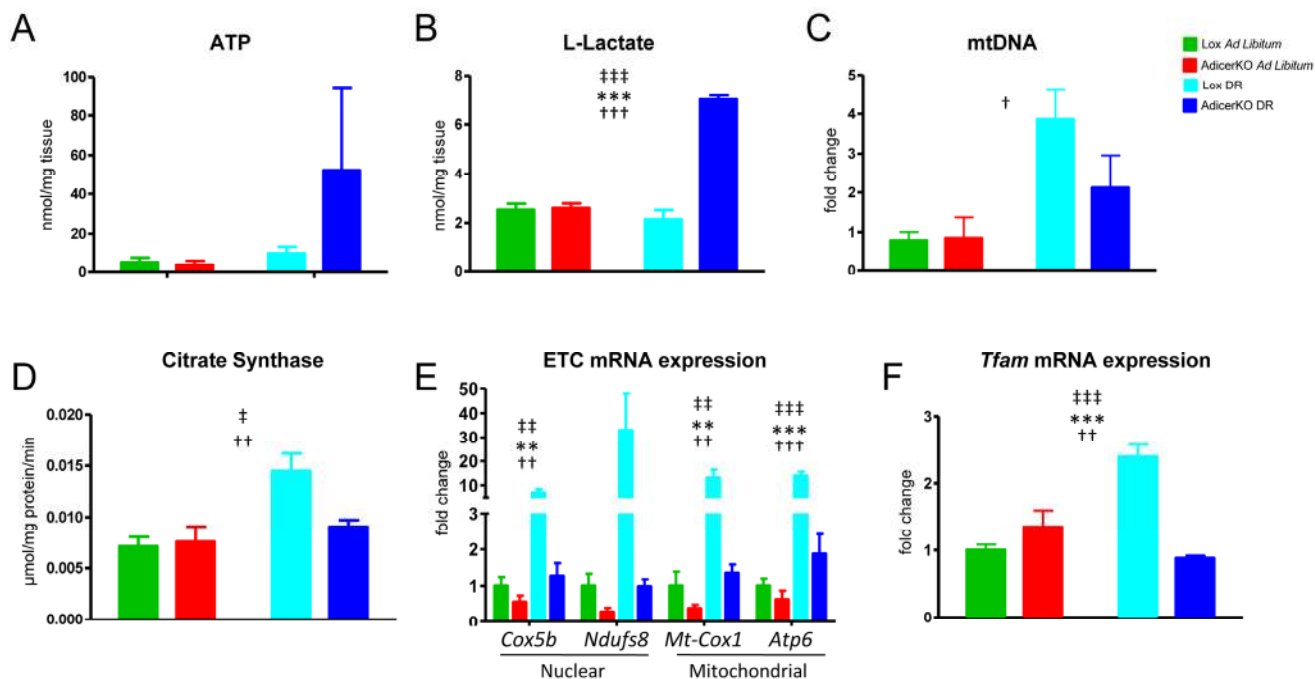 A
ATP
nmol/mg tissue
100
80
60
40
20
0
B
L-Lactate
nmol/mg tissue
8
6
4
2
0
‡‡‡
***
†††
C
mtDNA
fold change
5
4
3
2
1
0
†
Lox Ad Libitum
AdicerKO Ad Libitum
Lox DR
AdicerKO DR
D
Citrate Synthase
µmol/mg protein/min
0.020
0.015
0.010
0.005
0.000
‡
††
E
ETC mRNA expression
fold change
50
40
30
20
10
3
2
1
0
‡‡
**
††
‡‡
**
††
‡‡‡
***
†††
Cox5b Ndufs8 Mt-Cox1 Atp6
Nuclear Mitochondrial
F
Tfam mRNA expression
fold change
3
2
1
0
‡‡‡
***
††